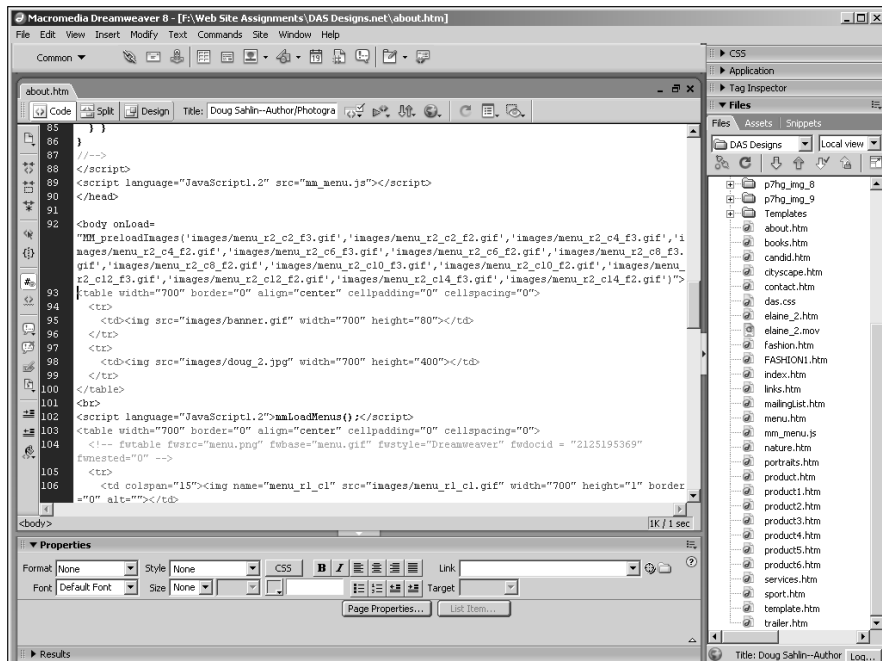 Macromedia Dreamweaver 8 - [F:\Web Site Assignments\DAS Designs.net\about.htm]
File Edit View Insert Modify Text Commands Site Window Help
Common
about.htm
Code Split Design Title: Doug Sahlin--Author/Photogra
85 } }
86 }
87 //-->
88 </script>
89 <script language="JavaScript1.2" src="mm_menu.js"></script>
90 </head>
91
92 <body onLoad=
"MM_preloadImages('images/menu_r2_c2_f3.gif','images/menu_r2_c2_f2.gif','images/menu_r2_c4_f3.gif','i
mages/menu_r2_c4_f2.gif','images/menu_r2_c6_f3.gif','images/menu_r2_c6_f2.gif','images/menu_r2_c8_f3.
gif','images/menu_r2_c8_f2.gif','images/menu_r2_c10_f3.gif','images/menu_r2_c10_f2.gif','images/menu_
r2_c12_f3.gif','images/menu_r2_c12_f2.gif','images/menu_r2_c14_f3.gif','images/menu_r2_c14_f2.gif')">
93 <table width="700" border="0" align="center" cellpadding="0" cellspacing="0">
94 <tr>
95 <td><img src="images/banner.gif" width="700" height="80"></td>
96 </tr>
97 <tr>
98 <td><img src="images/doug_2.jpg" width="700" height="400"></td>
99 </tr>
100 </table>
101 <br>
102 <script language="JavaScript1.2">mmLoadMenus();</script>
103 <table width="700" border="0" align="center" cellpadding="0" cellspacing="0">
104 <!-- fwtable fwsrc="menu.png" fwbase="menu.gif" fwstyle="Dreamweaver" fwdocid = "2125195369"
fwnested="0" -->
105 <tr>
106 <td colspan="15"><img name="menu_r1_c1" src="images/menu_r1_c1.gif" width="700" height="1" border
="0" alt=""></td>
<body>
1K / 1 sec
Properties
Format None Style None CSS B I Link
Font Default Font Size None Target
Page Properties... List Item...
Results
CSS
Application
Tag Inspector
Files
Files Assets Snippets
DAS Designs Local view
p7hg_img_8
p7hg_img_9
Templates
about.htm
books.htm
candid.htm
cityscape.htm
contact.htm
das.css
elaine_2.htm
elaine_2.mov
fashion.htm
FASHION1.htm
index.htm
links.htm
mailingList.htm
menu.htm
mm_menu.js
nature.htm
portraits.htm
product.htm
product1.htm
product2.htm
product3.htm
product4.htm
product5.htm
product6.htm
services.htm
sport.htm
template.htm
trailer.htm
Title: Doug Sahlin--Author Log...